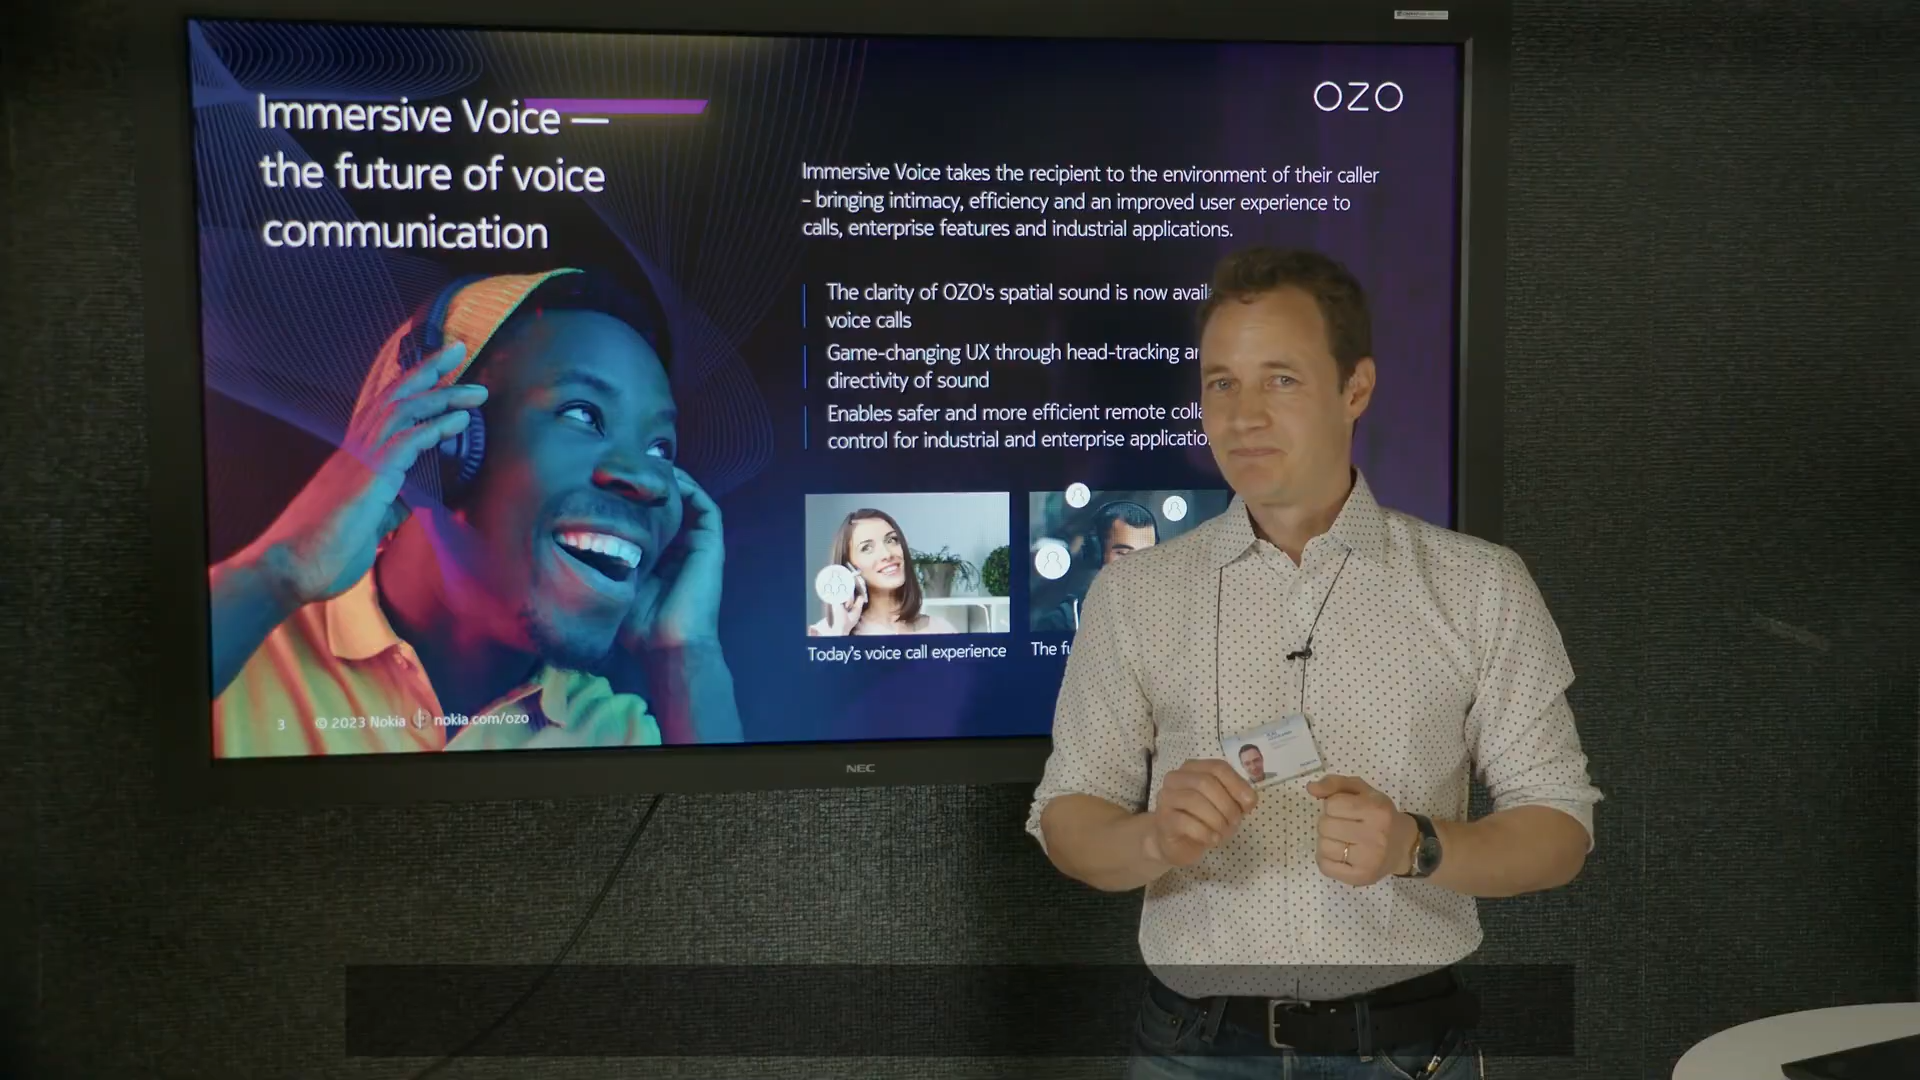 Immersive Voice —
the future of voice
communication
OZO
Immersive Voice takes the recipient to the environment of their caller
– bringing intimacy, efficiency and an improved user experience to
calls, enterprise features and industrial applications.
The clarity of OZO's spatial sound is now
voice calls
Game-changing UX through head-tracking
directivity of sound
Enables safer and more efficient remote
control for industrial and enterprise
Today's voice call experience
The
3 © 2023 Nokia nokia.com/ozo
NEC